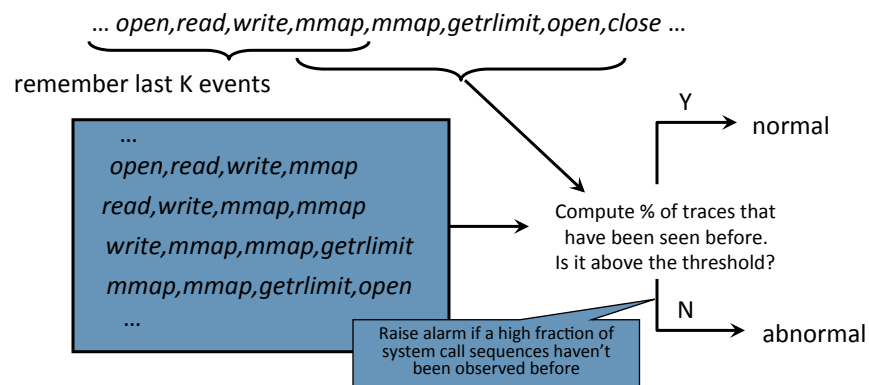 ... open,read,write,mmap,mmap,getrlimit,open,close ...
remember last K events
...
open,read,write,mmap
read,write,mmap,mmap
write,mmap,mmap,getrlimit
mmap,mmap,getrlimit,open
...
Y
normal
Compute % of traces that
have been seen before.
Is it above the threshold?
N
abnormal
Raise alarm if a high fraction of
system call sequences haven’t
been observed before